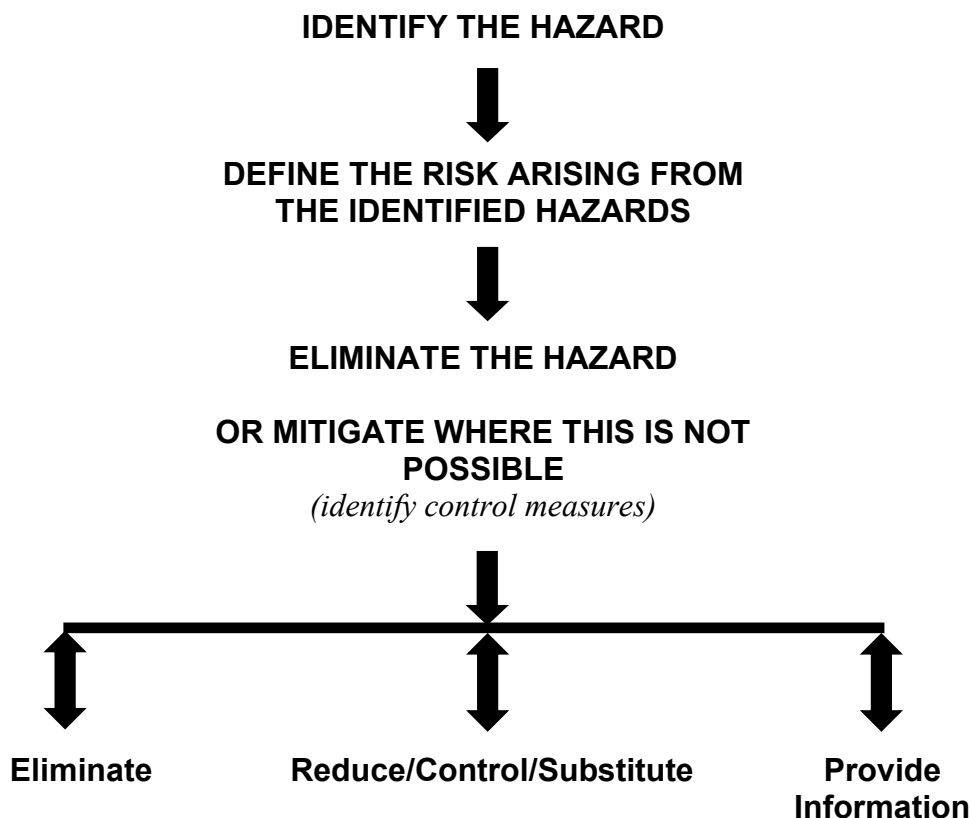 IDENTIFY THE HAZARD
DEFINE THE RISK ARISING FROM
THE IDENTIFIED HAZARDS
ELIMINATE THE HAZARD
OR MITIGATE WHERE THIS IS NOT
POSSIBLE
(identify control measures)
Eliminate
Reduce/Control/Substitute
Provide
Information